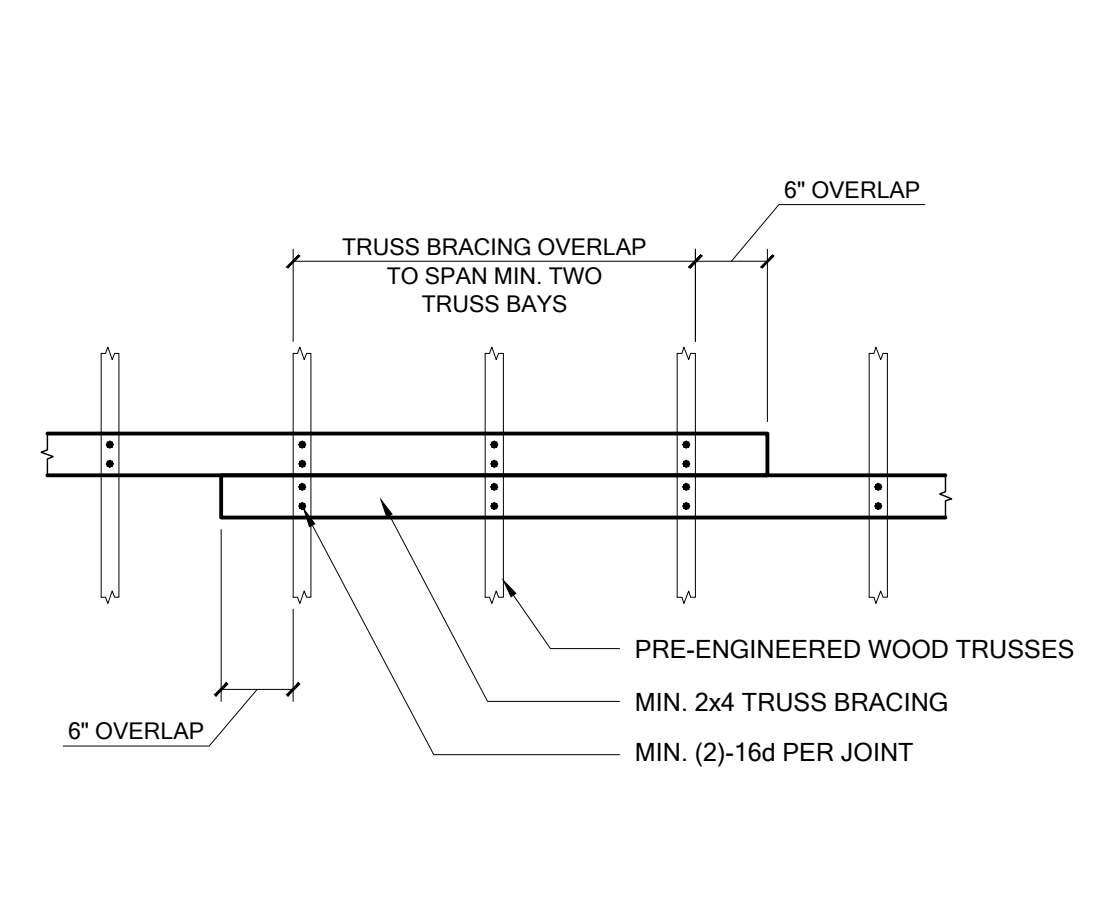 6" OVERLAP
TRUSS BRACING OVERLAP
TO SPAN MIN. TWO
TRUSS BAYS
PRE-ENGINEERED WOOD TRUSSES
MIN. 2x4 TRUSS BRACING
6" OVERLAP
MIN. (2)-16d PER JOINT